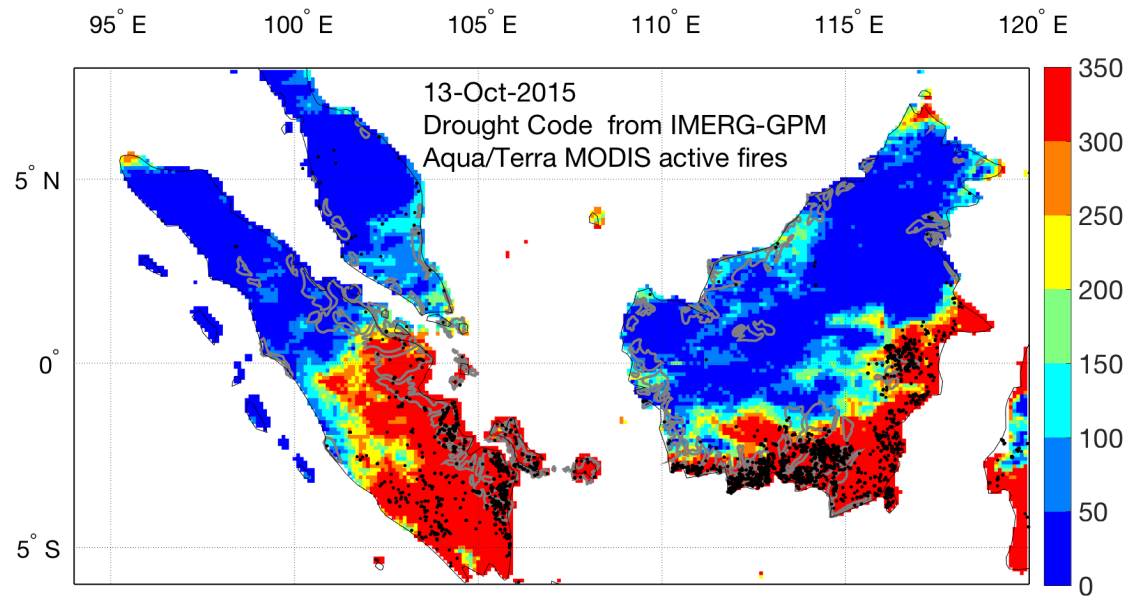 95° E 100° E 105° E 110° E 115° E 120° E
13-Oct-2015
Drought Code from IMERG-GPM
Aqua/Terra MODIS active fires
5° N
0°
5° S
350
300
250
200
150
100
50
0